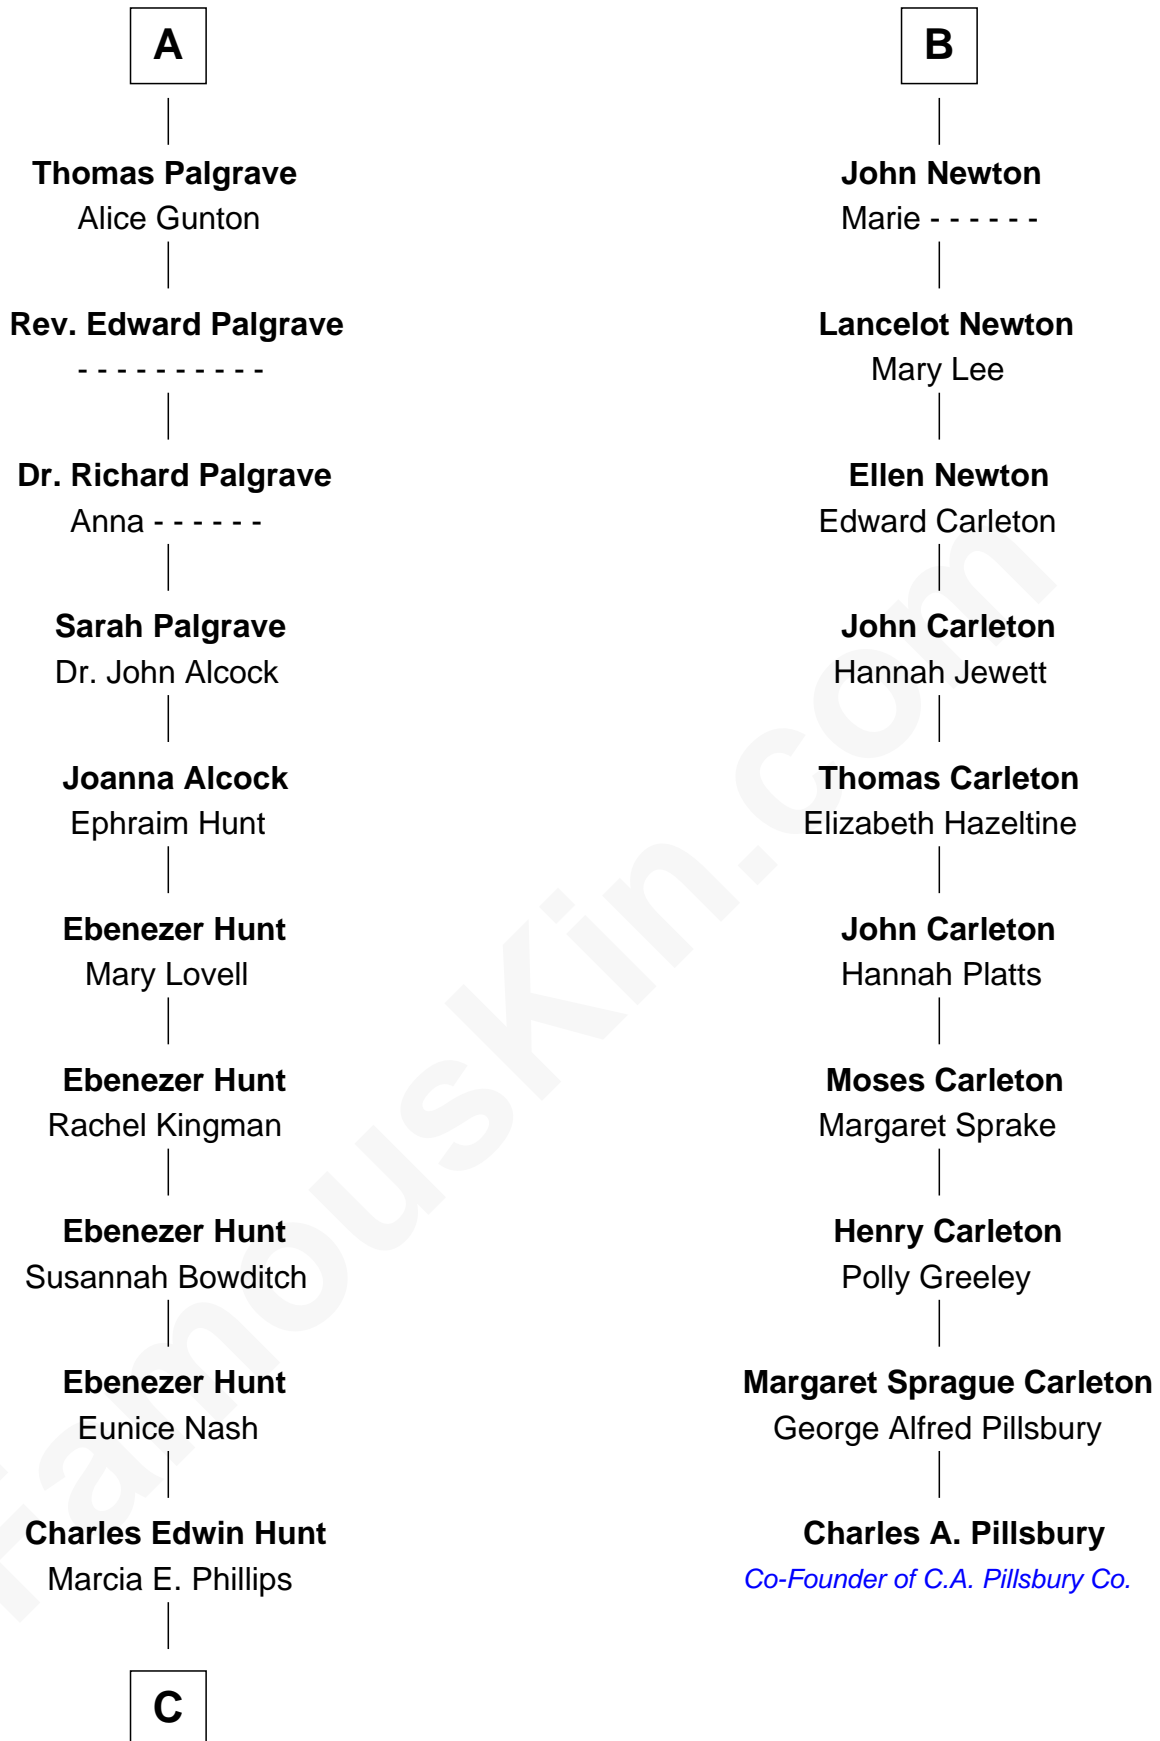 A
Thomas Palgrave
Alice Gunton
Rev. Edward Palgrave
- - - - - - - - - -
Dr. Richard Palgrave
Anna - - - - - -
Sarah Palgrave
Dr. John Alcock
Joanna Alcock
Ephraim Hunt
Ebenezer Hunt
Mary Lovell
Ebenezer Hunt
Rachel Kingman
Ebenezer Hunt
Susannah Bowditch
Ebenezer Hunt
Eunice Nash
Charles Edwin Hunt
Marcia E. Phillips
C
B
John Newton
Marie - - - - - -
Lancelot Newton
Mary Lee
Ellen Newton
Edward Carleton
John Carleton
Hannah Jewett
Thomas Carleton
Elizabeth Hazeltine
John Carleton
Hannah Platts
Moses Carleton
Margaret Sprake
Henry Carleton
Polly Greeley
Margaret Sprague Carleton
George Alfred Pillsbury
Charles A. Pillsbury
Co-Founder of C.A. Pillsbury Co.
FamousKin.com